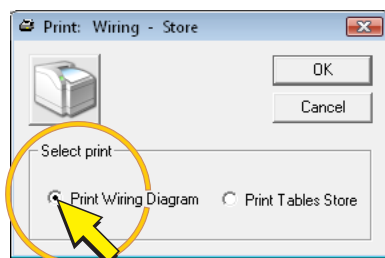 Print: Wiring - Store
OK
Cancel
Select print
Print Wiring Diagram
Print Tables Store